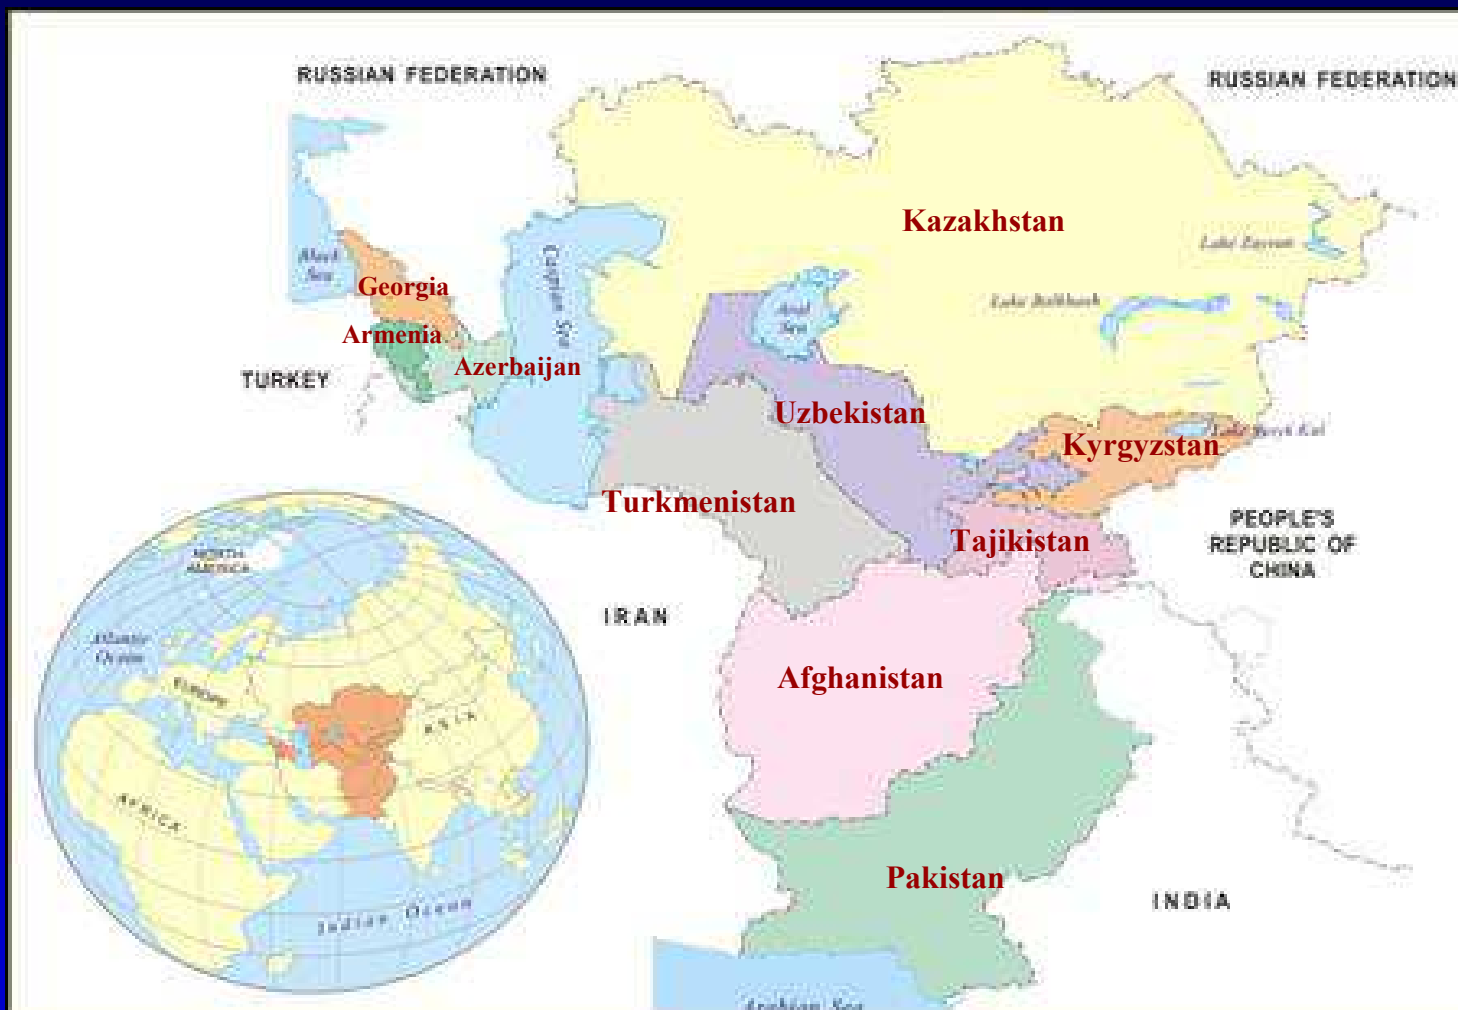 RUSSIAN FEDERATION
RUSSIAN FEDERATION
Kazakhstan
Lake Zaysan
Black
Sea
Caspian Sea
Georgia
Lake Balkhash
Aral
Sea
Armenia
Azerbaijan
TURKEY
Uzbekistan
Kyrgyzstan
Turkmenistan
Tajikistan
PEOPLE'S
REPUBLIC OF
CHINA
NORTH
AMERICA
IRAN
Atlantic
Ocean
EUROPE
Afghanistan
ASIA
AFRICA
Pakistan
INDIA
Indian Ocean
Arabian Sea